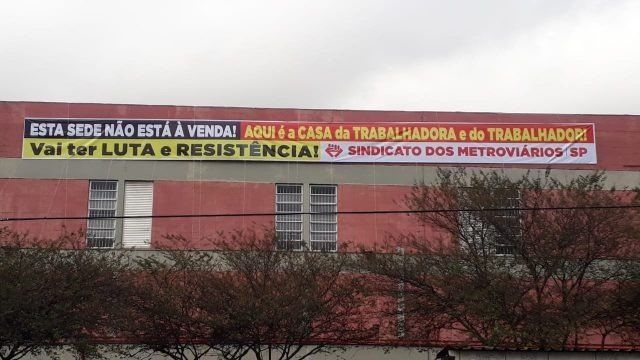 ESTA SEDE NÃO ESTÁ À VENDA! AQUI é a CASA da TRABALHADORA e do TRABALHADOR!
Vai ter LUTA e RESISTÊNCIA! SINDICATO DOS METROVIÁRIOS SP